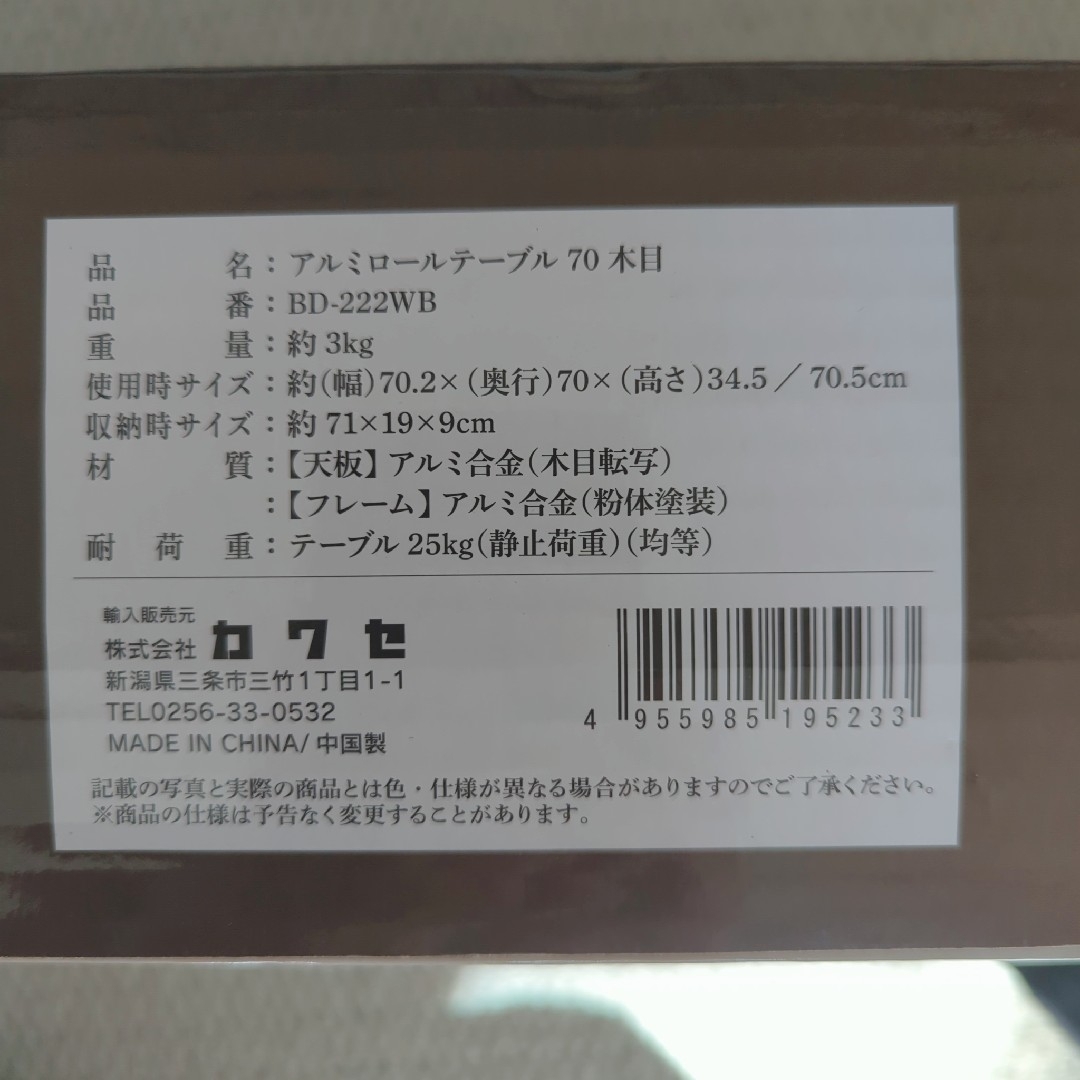 品名：アルミロールテーブル 70 木目
品番：BD-222WB
重量：約 3kg
使用時サイズ：約(幅)70.2×(奥行)70×(高さ)34.5／70.5cm
収納時サイズ：約 71×19×9cm
材質：【天板】アルミ合金(木目転写)
：【フレーム】アルミ合金(粉体塗装)
耐荷重：テーブル 25kg(静止荷重)(均等)
輸入販売元
株式会社 カワセ
新潟県三条市三竹1丁目1-1
TEL0256-33-0532
MADE IN CHINA/ 中国製
4 955985 195233
記載の写真と実際の商品とは色・仕様が異なる場合がありますのでご了承ください。
※商品の仕様は予告なく変更することがあります。